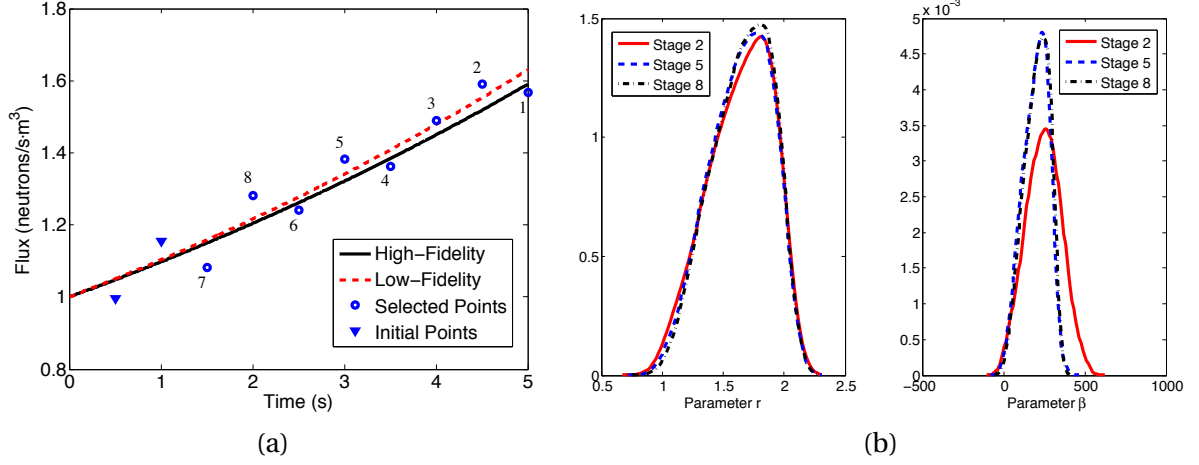 1.8
1.6
1.4
1.2
1
0.8
Flux (neutrons/s·m³)
0
1
2
3
4
5
Time (s)
1
2
3
4
5
6
7
8
High−Fidelity
Low−Fidelity
Selected Points
Initial Points
(a)
1.5
1
0.5
0
0.5
1
1.5
2
2.5
Parameter r
Stage 2
Stage 5
Stage 8
5 x 10⁻³
4.5
4
3.5
3
2.5
2
1.5
1
0.5
0
−500
0
500
1000
Parameter β
Stage 2
Stage 5
Stage 8
(b)